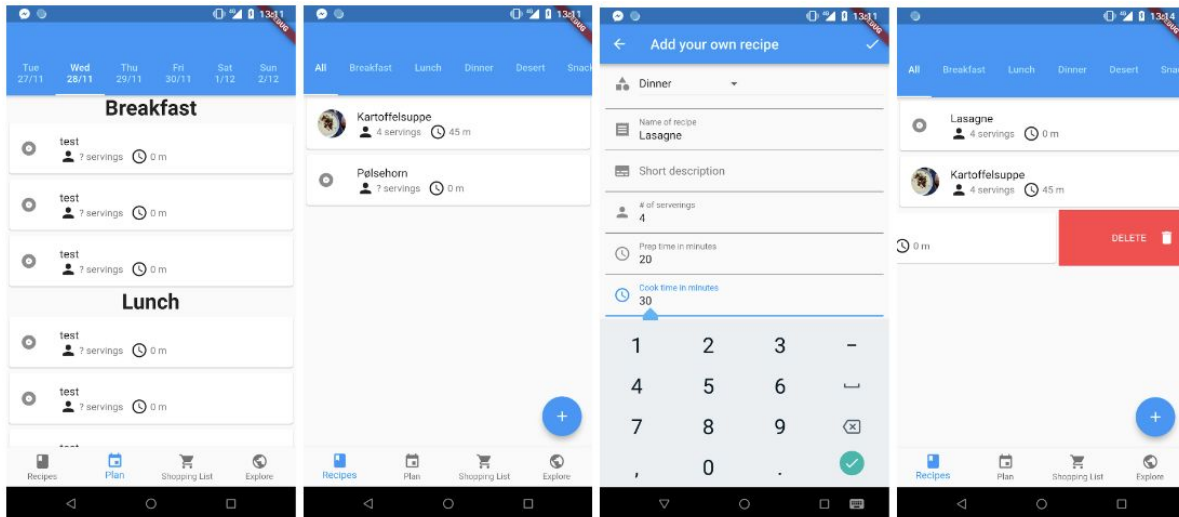 13:11
Tue Wed Thu Fri Sat Sun
27/11 28/11 29/11 30/11 1/12 2/12
Breakfast
test
? servings 0 m
test
? servings 0 m
test
? servings 0 m
Lunch
test
? servings 0 m
test
? servings 0 m
Recipes Plan Shopping List Explore
13:11
All Breakfast Lunch Dinner Desert Snac
Kartoffelsuppe
4 servings 45 m
Pølsehorn
? servings 0 m
+
Recipes Plan Shopping List Explore
13:11
Add your own recipe
Dinner
Name of recipe
Lasagne
Short description
# of serverings
4
Prep time in minutes
20
Cook time in minutes
30
1 2 3 -
4 5 6
7 8 9
, 0 .
13:14
All Breakfast Lunch Dinner Desert Sna
Lasagne
4 servings 0 m
Kartoffelsuppe
4 servings 45 m
0 m DELETE
+
Recipes Plan Shopping List Explore